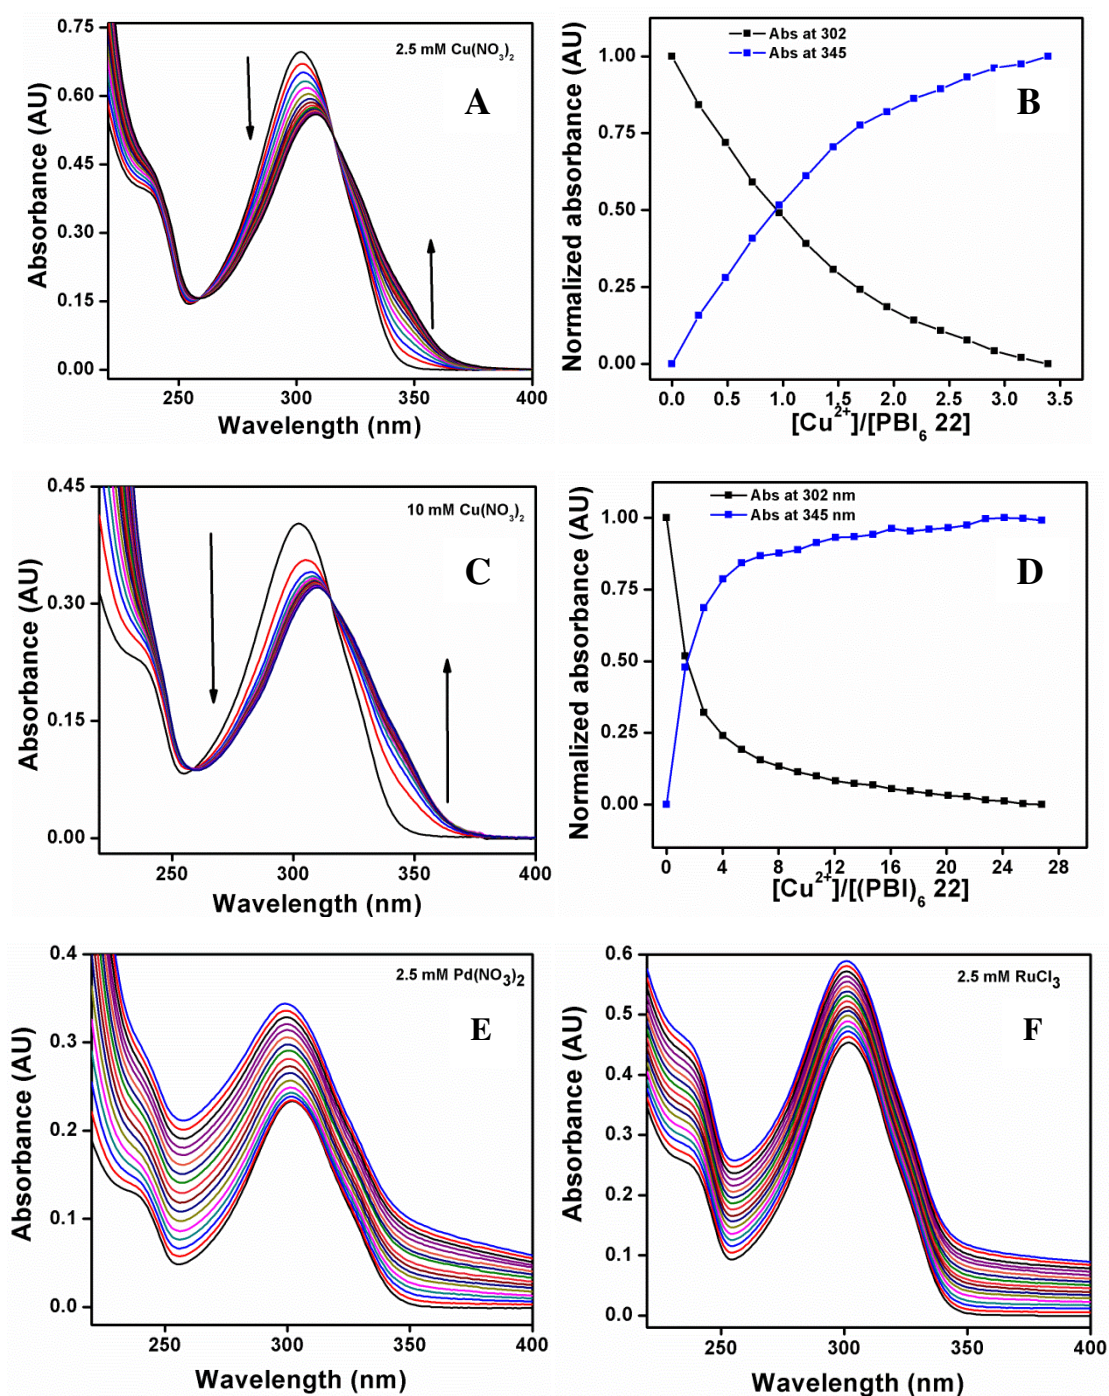 0.75
0.60
0.45
0.30
0.15
0.00
Absorbance (AU)
2.5 mM Cu(NO3)2
A
250 300 350 400
Wavelength (nm)
1.00
0.75
0.50
0.25
0.00
Normalized absorbance (AU)
Abs at 302
Abs at 345
B
0.0 0.5 1.0 1.5 2.0 2.5 3.0 3.5
[Cu2+]/[PBI6 22]
0.45
0.30
0.15
0.00
Absorbance (AU)
10 mM Cu(NO3)2
C
250 300 350 400
Wavelength (nm)
1.00
0.75
0.50
0.25
0.00
Normalized absorbance (AU)
Abs at 302 nm
Abs at 345 nm
D
0 4 8 12 16 20 24 28
[Cu2+]/[(PBI)6 22]
0.4
0.3
0.2
0.1
0.0
Absorbance (AU)
2.5 mM Pd(NO3)2
E
250 300 350 400
Wavelength (nm)
0.6
0.5
0.4
0.3
0.2
0.1
0.0
Absorbance (AU)
2.5 mM RuCl3
F
250 300 350 400
Wavelength (nm)